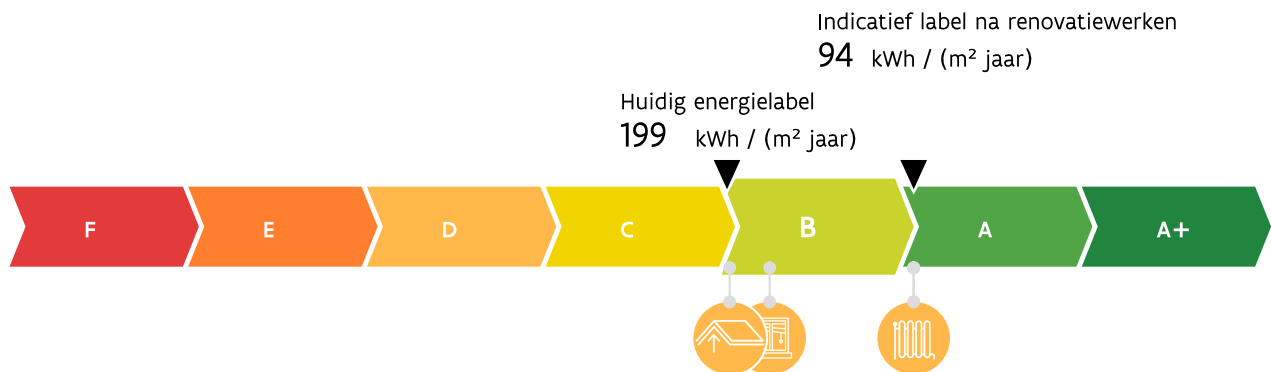 Indicatief label na renovatiewerken
94 kWh / (m² jaar)
Huidig energielabel
199 kWh / (m² jaar)
F E D C B A A+